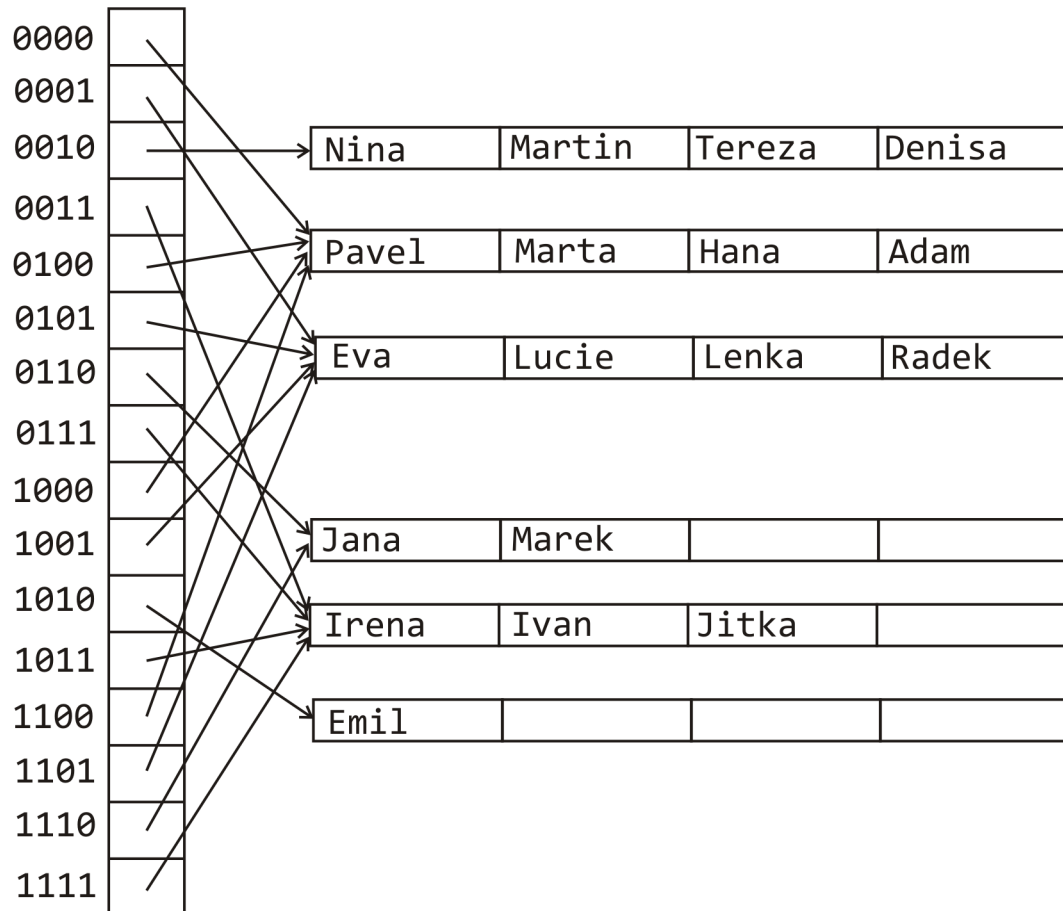 0000
0001
0010 Nina Martin Tereza Denisa
0011
0100 Pavel Marta Hana Adam
0101
0110 Eva Lucie Lenka Radek
0111
1000
1001 Jana Marek
1010
1011 Irena Ivan Jitka
1100 Emil
1101
1110
1111